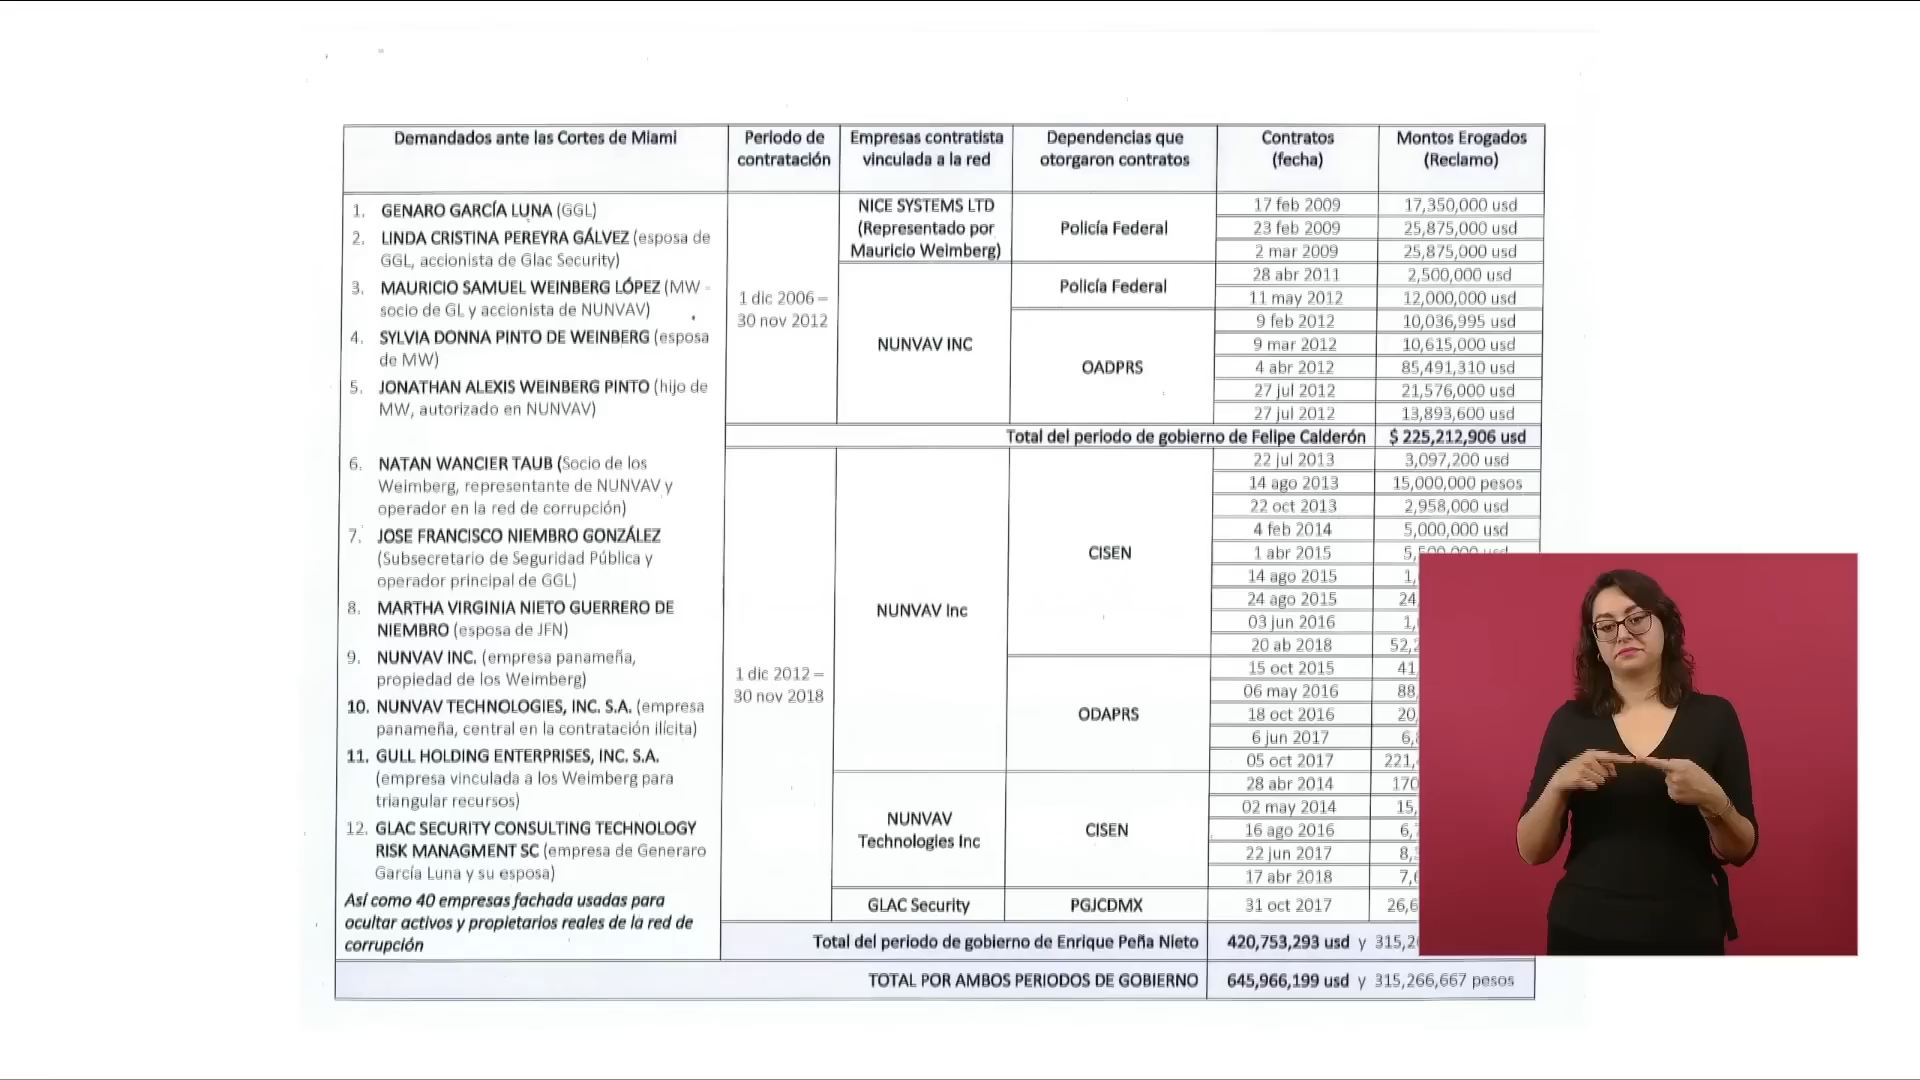 Demandados ante las Cortes de Miami
Periodo de
contratación
Empresas contratista
vinculada a la red
Dependencias que
otorgaron contratos
Contratos
(fecha)
Montos Erogados
(Reclamo)
1. GENARO GARCÍA LUNA (GGL)
2. LINDA CRISTINA PEREYRA GÁLVEZ (esposa de
GGL, accionista de Glac Security)
3. MAURICIO SAMUEL WEINBERG LÓPEZ (MW -
socio de GL y accionista de NUNVAV)
4. SYLVIA DONNA PINTO DE WEINBERG (esposa
de MW)
5. JONATHAN ALEXIS WEINBERG PINTO (hijo de
MW, autorizado en NUNVAV)
6. NATAN WANCIER TAUB (Socio de los
Weimberg, representante de NUNVAV y
operador en la red de corrupción)
7. JOSE FRANCISCO NIEMBRO GONZÁLEZ
(Subsecretario de Seguridad Pública y
operador principal de GGL)
8. MARTHA VIRGINIA NIETO GUERRERO DE
NIEMBRO (esposa de JFN)
9. NUNVAV INC. (empresa panameña,
propiedad de los Weimberg)
10. NUNVAV TECHNOLOGIES, INC. S.A. (empresa
panameña, central en la contratación ilícita)
11. GULL HOLDING ENTERPRISES, INC. S.A.
(empresa vinculada a los Weimberg para
triangular recursos)
12. GLAC SECURITY CONSULTING TECHNOLOGY
RISK MANAGMENT SC (empresa de Generaro
García Luna y su esposa)
Así como 40 empresas fachada usadas para
ocultar activos y propietarios reales de la red de
corrupción
1 dic 2006 –
30 nov 2012
NICE SYSTEMS LTD
(Representado por
Mauricio Weimberg)
Policía Federal
17 feb 2009 17,350,000 usd
23 feb 2009 25,875,000 usd
2 mar 2009 25,875,000 usd
NUNVAV INC
Policía Federal
28 abr 2011 2,500,000 usd
11 may 2012 12,000,000 usd
OADPRS
9 feb 2012 10,036,995 usd
9 mar 2012 10,615,000 usd
4 abr 2012 85,491,310 usd
27 jul 2012 21,576,000 usd
27 jul 2012 13,893,600 usd
Total del periodo de gobierno de Felipe Calderón $ 225,212,906 usd
1 dic 2012 –
30 nov 2018
NUNVAV Inc
CISEN
22 jul 2013 3,097,200 usd
14 ago 2013 15,000,000 pesos
22 oct 2013 2,958,000 usd
4 feb 2014 5,000,000 usd
1 abr 2015
14 ago 2015 1,
24 ago 2015 24
03 jun 2016 1,
20 ab 2018 52,
ODAPRS
15 oct 2015 41
06 may 2016 88
18 oct 2016 20
6 jun 2017 6,
05 oct 2017 221,
NUNVAV
Technologies Inc
CISEN
28 abr 2014 170
02 may 2014 15,
16 ago 2016 6,
22 jun 2017 8,
17 abr 2018 7,
GLAC Security
PGJCDMX
31 oct 2017 26,6
Total del periodo de gobierno de Enrique Peña Nieto 420,753,293 usd y 315,2
TOTAL POR AMBOS PERIODOS DE GOBIERNO 645,966,199 usd y 315,266,667 pesos